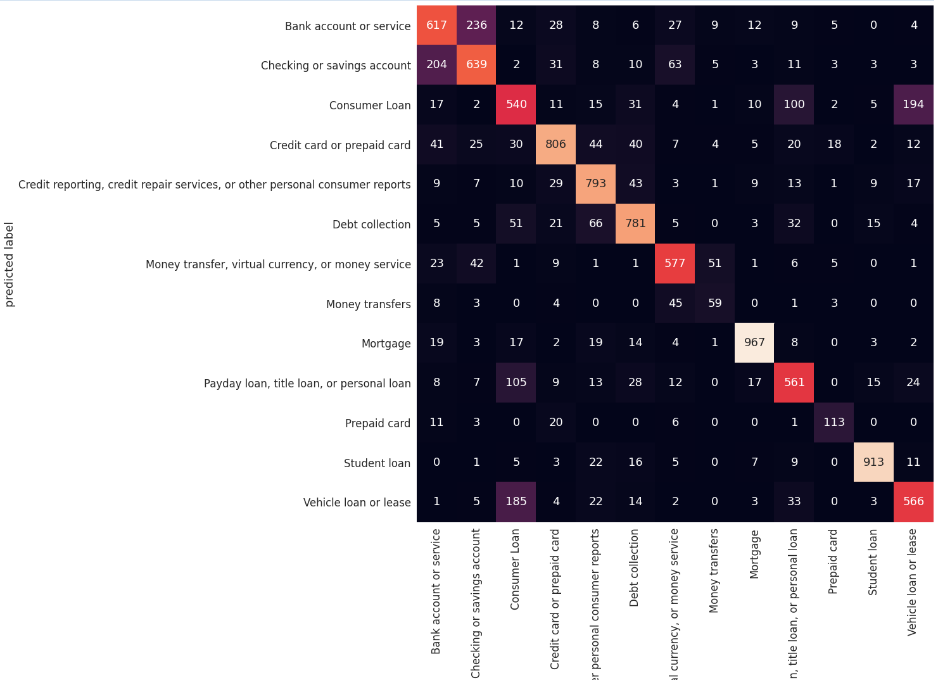 Bank account or service 617 236 12 28 8 6 27 9 12 9 5 0 4
Checking or savings account 204 639 2 31 8 10 63 5 3 11 3 3 3
Consumer Loan 17 2 540 11 15 31 4 1 10 100 2 5 194
Credit card or prepaid card 41 25 30 806 44 40 7 4 5 20 18 2 12
Credit reporting, credit repair services, or other personal consumer reports 9 7 10 29 793 43 3 1 9 13 1 9 17
Debt collection 5 5 51 21 66 781 5 0 3 32 0 15 4
predicted label
Money transfer, virtual currency, or money service 23 42 1 9 1 1 577 51 1 6 5 0 1
Money transfers 8 3 0 4 0 0 45 59 0 1 3 0 0
Mortgage 19 3 17 2 19 14 4 1 967 8 0 3 2
Payday loan, title loan, or personal loan 8 7 105 9 13 28 12 0 17 561 0 15 24
Prepaid card 11 3 0 20 0 0 6 0 0 1 113 0 0
Student loan 0 1 5 3 22 16 5 0 7 9 0 913 11
Vehicle loan or lease 1 5 185 4 22 14 2 0 3 33 0 3 566
Bank account or service
Checking or savings account
Consumer Loan
Credit card or prepaid card
personal consumer reports
Debt collection
currency, or money service
Money transfers
Mortgage
, title loan, or personal loan
Prepaid card
Student loan
Vehicle loan or lease